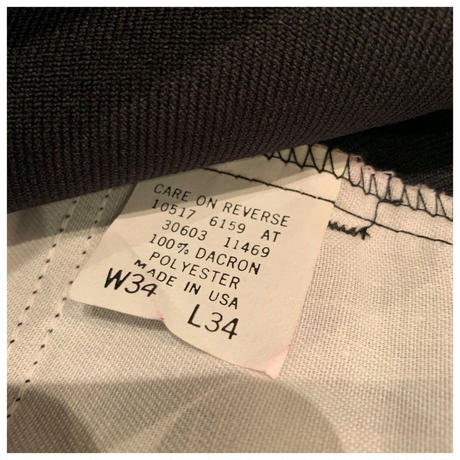 CARE ON REVERSE
10517 6159 AT
30603 11469
100% DACRON
POLYESTER
MADE IN USA
W34 L34